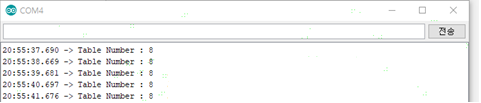 COM4
전송
20:55:37.690 -> Table Number : 8
20:55:38.669 -> Table Number : 8
20:55:39.681 -> Table Number : 8
20:55:40.697 -> Table Number : 8
20:55:41.676 -> Table Number : 8